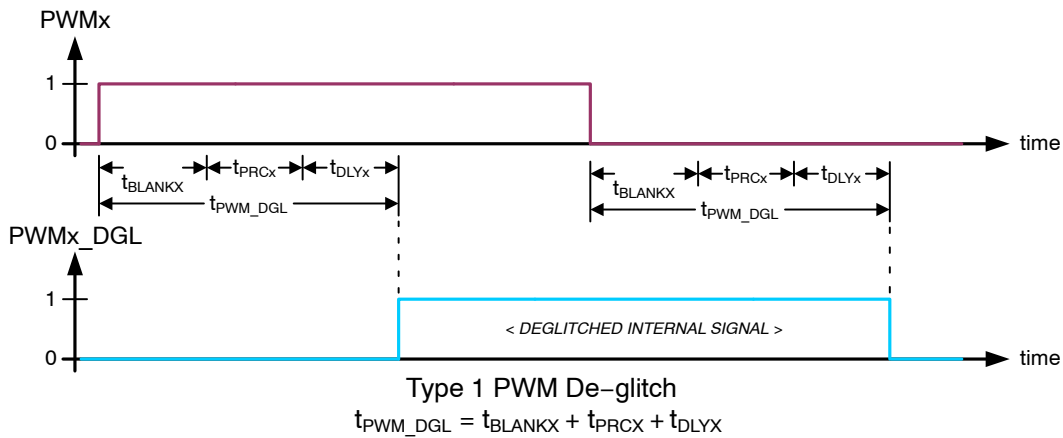 PWMx
1
0
time
tBLANKX
tPRCx
tDLYx
tPWM_DGL
tBLANKX
tPRCx
tDLYx
tPWM_DGL
PWMx_DGL
1
< DEGLITCHED INTERNAL SIGNAL >
0
time
Type 1 PWM De−glitch
tPWM_DGL = tBLANKX + tPRCX + tDLYX